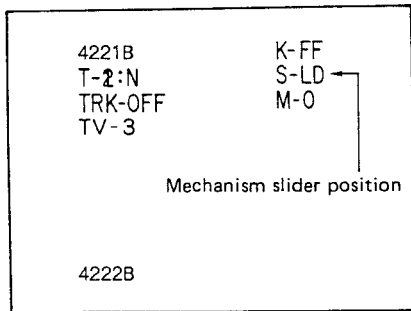 4221B
T-2:N
TRK-OFF
TV-3
K-FF
S-LD
M-0
Mechanism slider position
4222B